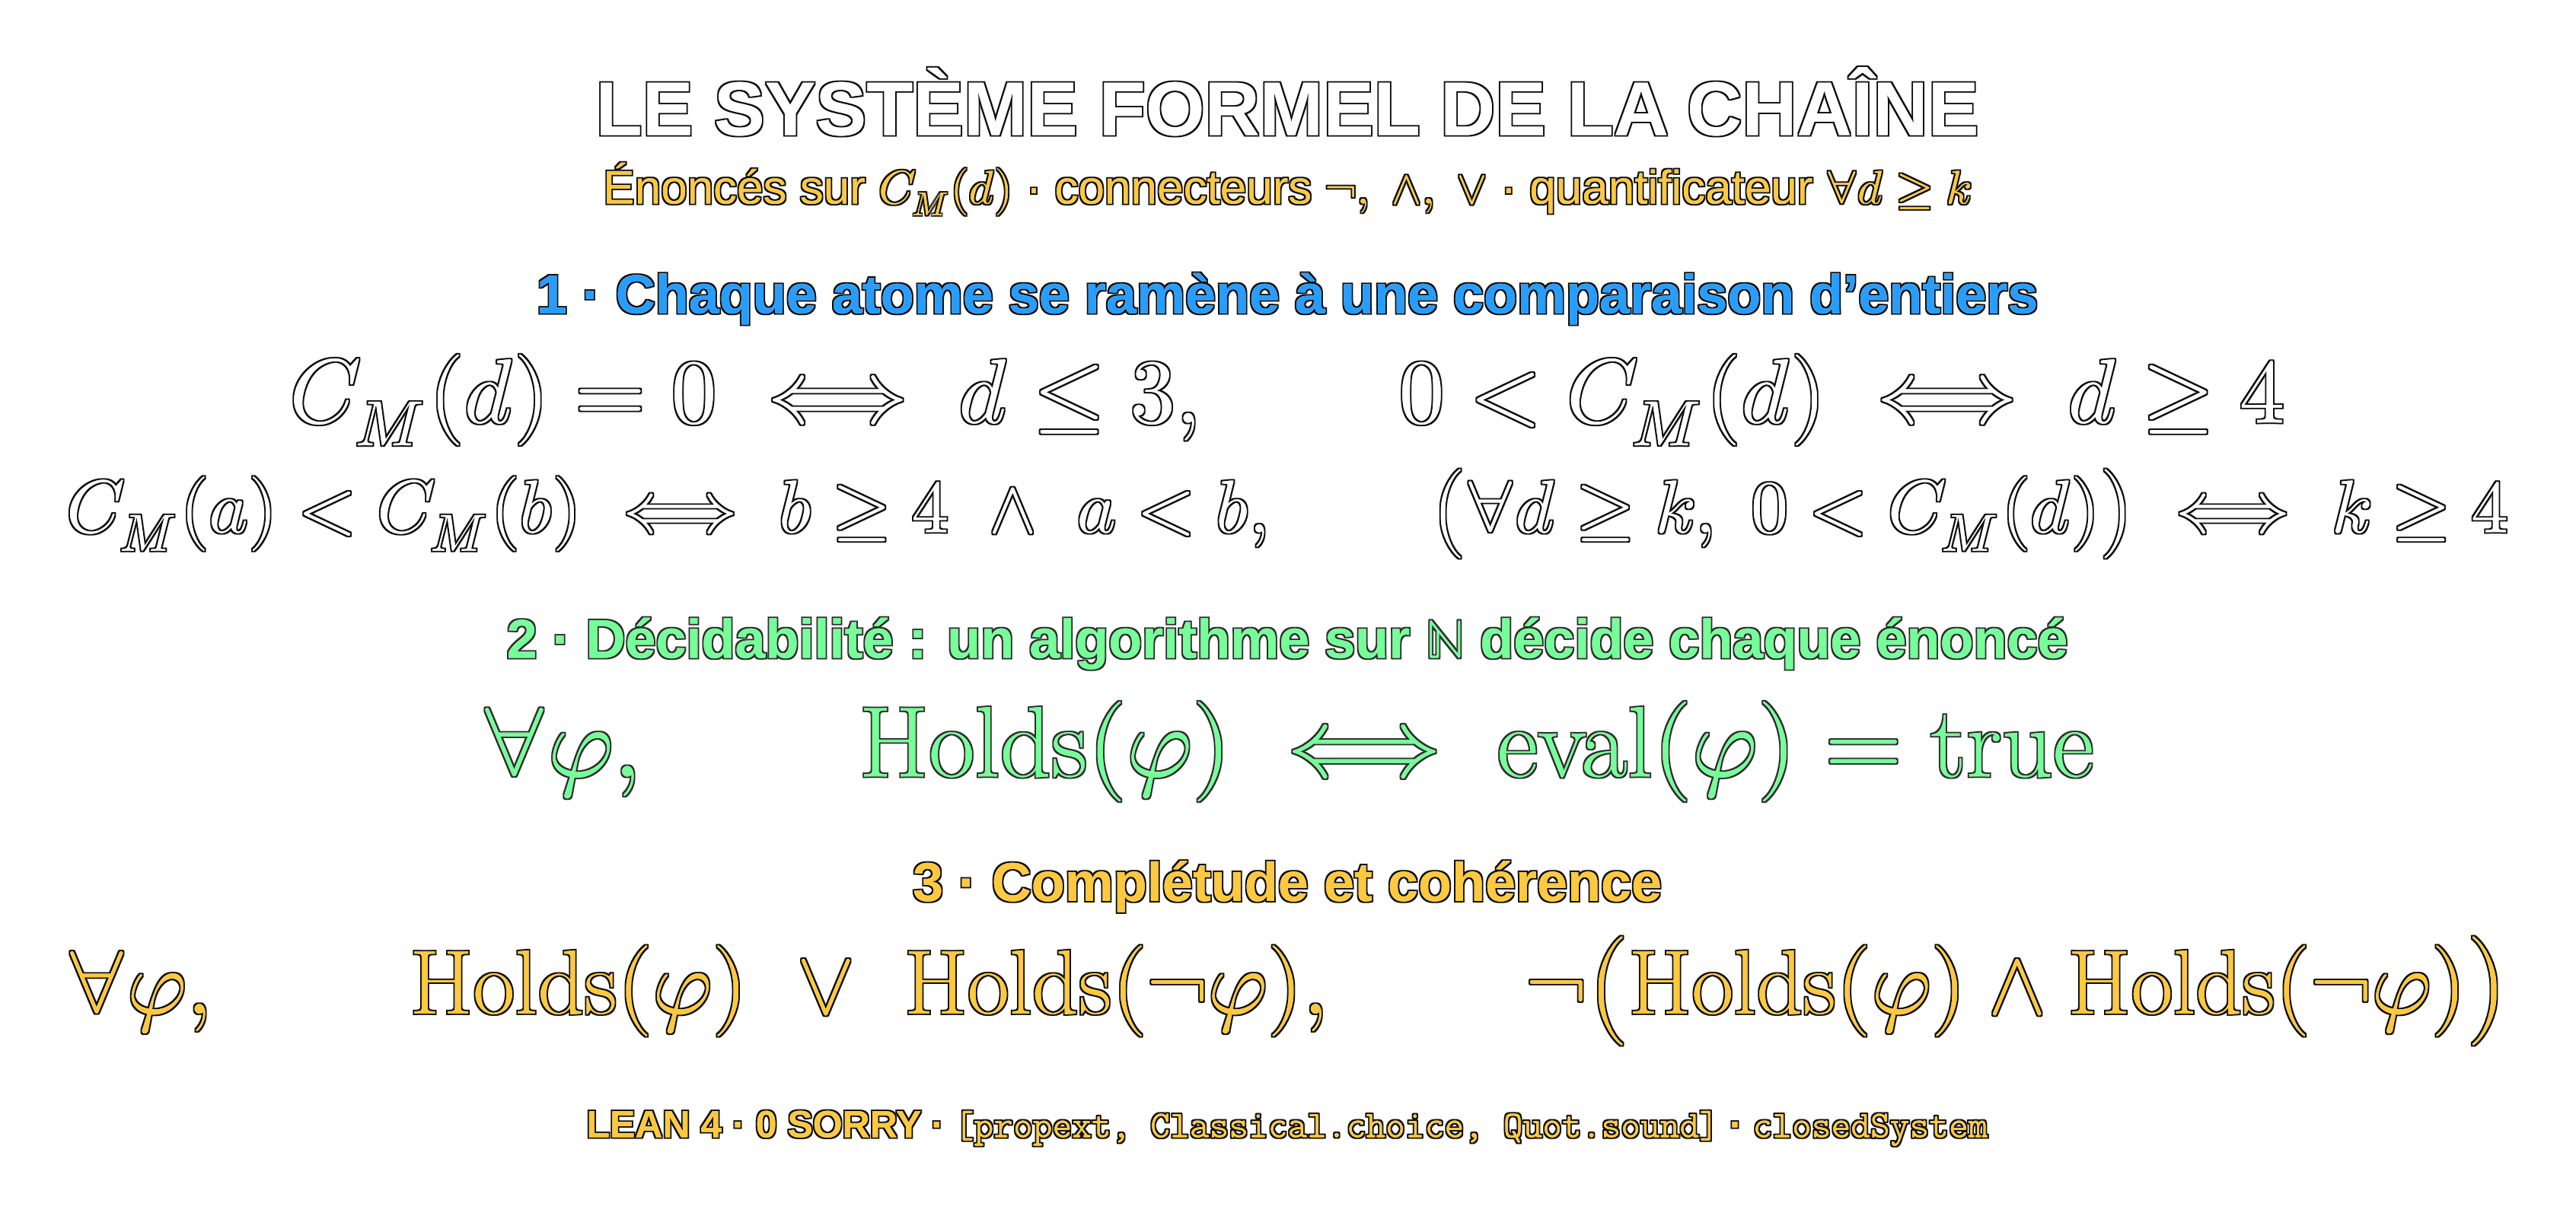 LE SYSTÈME FORMEL DE LA CHAÎNE
Énoncés sur C_M(d) · connecteurs ¬, ∧, ∨ · quantificateur ∀d ≥ k
1 · Chaque atome se ramène à une comparaison d’entiers
C_M(d) = 0 ⟺ d ≤ 3, 0 < C_M(d) ⟺ d ≥ 4
C_M(a) < C_M(b) ⟺ b ≥ 4 ∧ a < b, (∀d ≥ k, 0 < C_M(d)) ⟺ k ≥ 4
2 · Décidabilité : un algorithme sur ℕ décide chaque énoncé
∀φ, Holds(φ) ⟺ eval(φ) = true
3 · Complétude et cohérence
∀φ, Holds(φ) ∨ Holds(¬φ), ¬(Holds(φ) ∧ Holds(¬φ))
LEAN 4 · 0 SORRY · [propext, Classical.choice, Quot.sound] · closedSystem